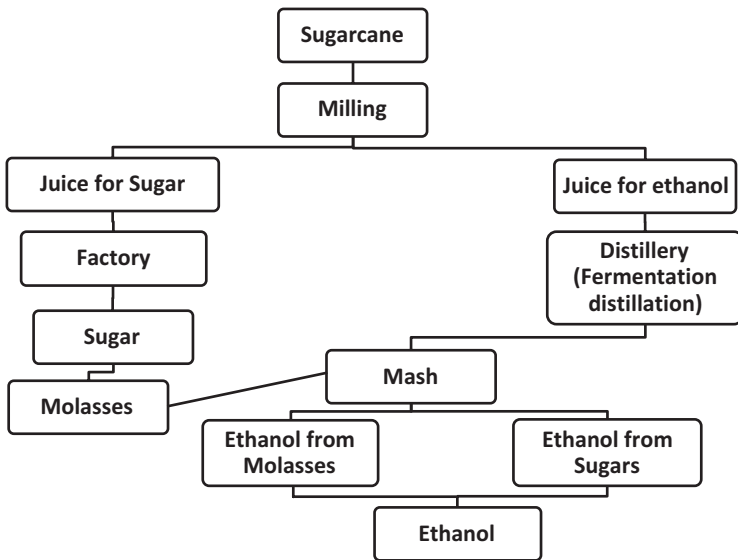 Sugarcane
Milling
Juice for Sugar
Juice for ethanol
Factory
Distillery
(Fermentation
distillation)
Sugar
Mash
Molasses
Ethanol from
Molasses
Ethanol from
Sugars
Ethanol